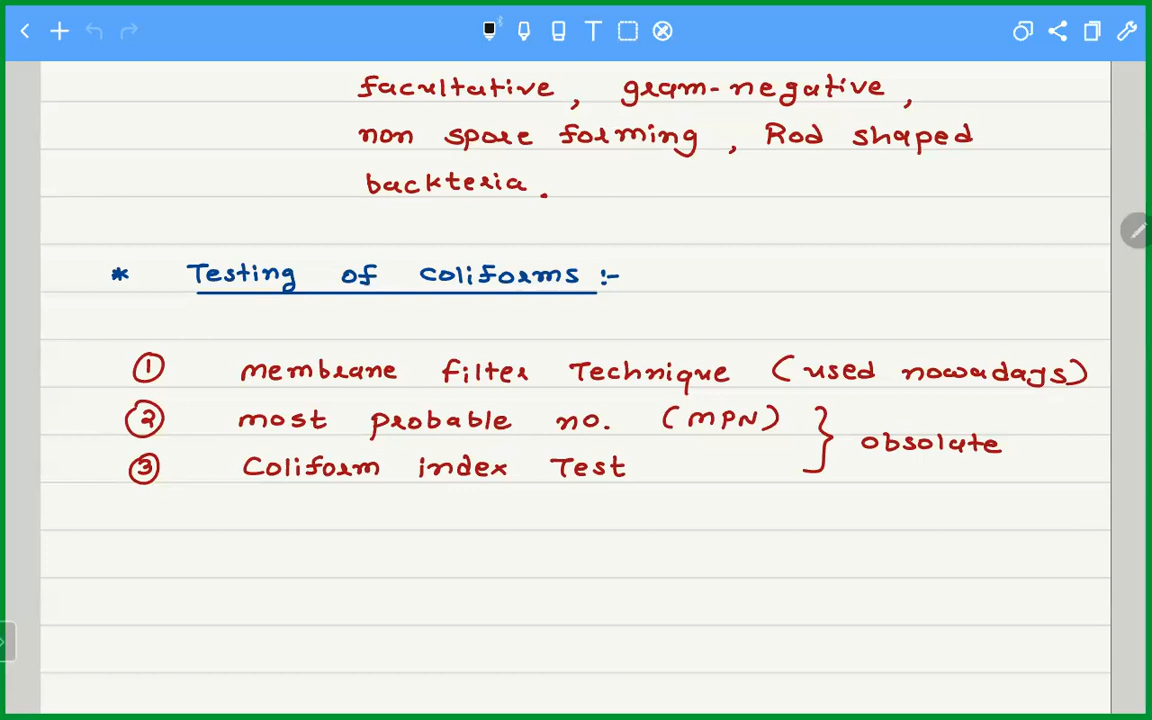 facultative, gram-negative,
non spore forming, Rod shaped
backteria.
* Testing of coliforms :-
① membrane filter Technique (used nowadays)
② most probable no. (MPN)
③ Coliform index Test
} obsolate